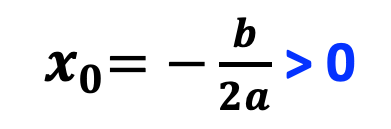 x₀ = − b/2a > 0